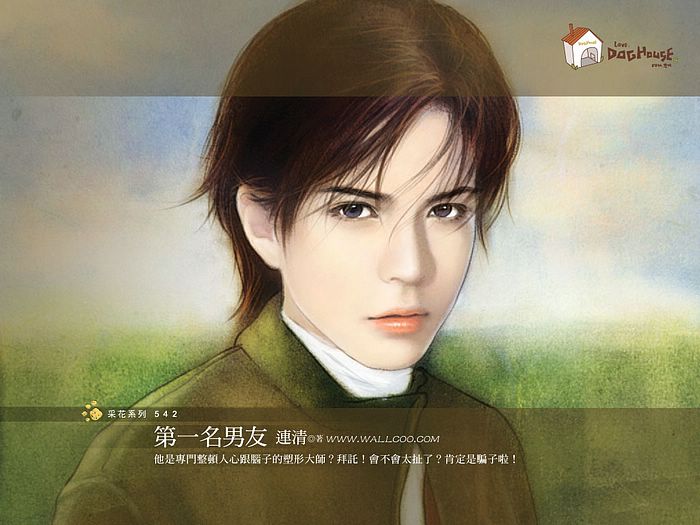 Love
DOGHOUSE
com.tw
采花系列 542
第一名男友 連清◎著 WWW.WALLCOO.COM
他是專門整頓人心跟腦子的塑形大師？拜託！會不會太扯了？肯定是騙子啦！